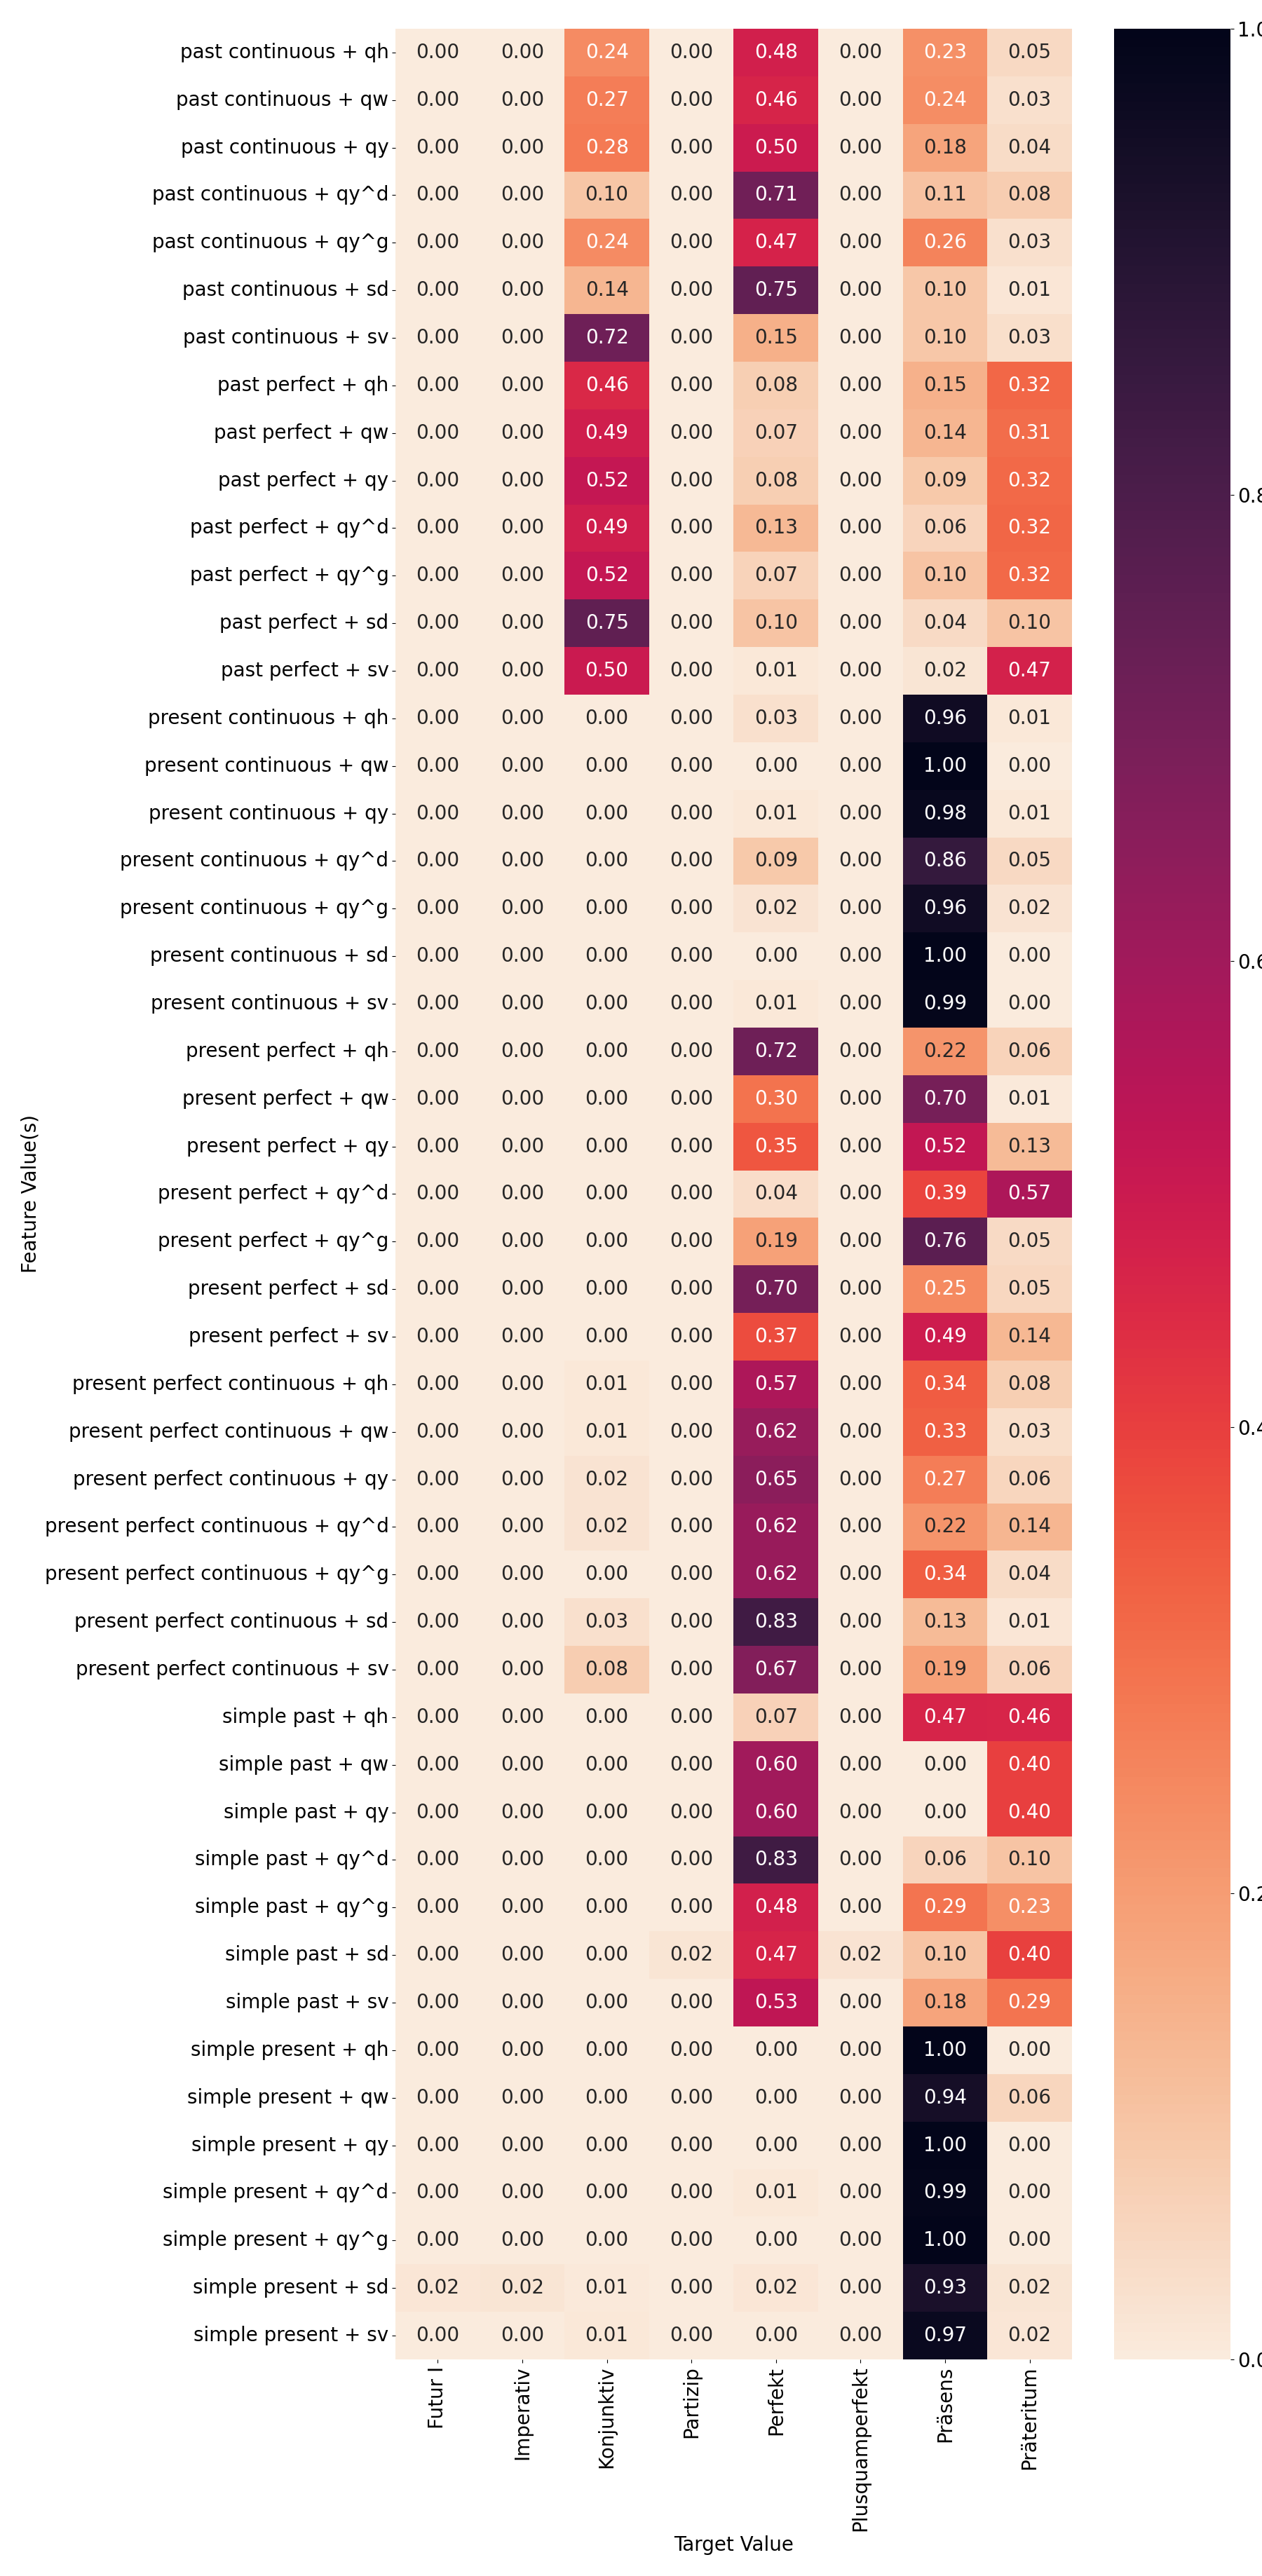 past continuous + qh 0.00 0.00 0.24 0.00 0.48 0.00 0.23 0.05
past continuous + qw 0.00 0.00 0.27 0.00 0.46 0.00 0.24 0.03
past continuous + qy 0.00 0.00 0.28 0.00 0.50 0.00 0.18 0.04
past continuous + qy^d 0.00 0.00 0.10 0.00 0.71 0.00 0.11 0.08
past continuous + qy^g 0.00 0.00 0.24 0.00 0.47 0.00 0.26 0.03
past continuous + sd 0.00 0.00 0.14 0.00 0.75 0.00 0.10 0.01
past continuous + sv 0.00 0.00 0.72 0.00 0.15 0.00 0.10 0.03
past perfect + qh 0.00 0.00 0.46 0.00 0.08 0.00 0.15 0.32
past perfect + qw 0.00 0.00 0.49 0.00 0.07 0.00 0.14 0.31
past perfect + qy 0.00 0.00 0.52 0.00 0.08 0.00 0.09 0.32
past perfect + qy^d 0.00 0.00 0.49 0.00 0.13 0.00 0.06 0.32
past perfect + qy^g 0.00 0.00 0.52 0.00 0.07 0.00 0.10 0.32
past perfect + sd 0.00 0.00 0.75 0.00 0.10 0.00 0.04 0.10
past perfect + sv 0.00 0.00 0.50 0.00 0.01 0.00 0.02 0.47
present continuous + qh 0.00 0.00 0.00 0.00 0.03 0.00 0.96 0.01
present continuous + qw 0.00 0.00 0.00 0.00 0.00 0.00 1.00 0.00
present continuous + qy 0.00 0.00 0.00 0.00 0.01 0.00 0.98 0.01
present continuous + qy^d 0.00 0.00 0.00 0.00 0.09 0.00 0.86 0.05
present continuous + qy^g 0.00 0.00 0.00 0.00 0.02 0.00 0.96 0.02
present continuous + sd 0.00 0.00 0.00 0.00 0.00 0.00 1.00 0.00
present continuous + sv 0.00 0.00 0.00 0.00 0.01 0.00 0.99 0.00
present perfect + qh 0.00 0.00 0.00 0.00 0.72 0.00 0.22 0.06
present perfect + qw 0.00 0.00 0.00 0.00 0.30 0.00 0.70 0.01
present perfect + qy 0.00 0.00 0.00 0.00 0.35 0.00 0.52 0.13
present perfect + qy^d 0.00 0.00 0.00 0.00 0.04 0.00 0.39 0.57
present perfect + qy^g 0.00 0.00 0.00 0.00 0.19 0.00 0.76 0.05
present perfect + sd 0.00 0.00 0.00 0.00 0.70 0.00 0.25 0.05
present perfect + sv 0.00 0.00 0.00 0.00 0.37 0.00 0.49 0.14
present perfect continuous + qh 0.00 0.00 0.01 0.00 0.57 0.00 0.34 0.08
present perfect continuous + qw 0.00 0.00 0.01 0.00 0.62 0.00 0.33 0.03
present perfect continuous + qy 0.00 0.00 0.02 0.00 0.65 0.00 0.27 0.06
present perfect continuous + qy^d 0.00 0.00 0.02 0.00 0.62 0.00 0.22 0.14
present perfect continuous + qy^g 0.00 0.00 0.00 0.00 0.62 0.00 0.34 0.04
present perfect continuous + sd 0.00 0.00 0.03 0.00 0.83 0.00 0.13 0.01
present perfect continuous + sv 0.00 0.00 0.08 0.00 0.67 0.00 0.19 0.06
simple past + qh 0.00 0.00 0.00 0.00 0.07 0.00 0.47 0.46
simple past + qw 0.00 0.00 0.00 0.00 0.60 0.00 0.00 0.40
simple past + qy 0.00 0.00 0.00 0.00 0.60 0.00 0.00 0.40
simple past + qy^d 0.00 0.00 0.00 0.00 0.83 0.00 0.06 0.10
simple past + qy^g 0.00 0.00 0.00 0.00 0.48 0.00 0.29 0.23
simple past + sd 0.00 0.00 0.00 0.02 0.47 0.02 0.10 0.40
simple past + sv 0.00 0.00 0.00 0.00 0.53 0.00 0.18 0.29
simple present + qh 0.00 0.00 0.00 0.00 0.00 0.00 1.00 0.00
simple present + qw 0.00 0.00 0.00 0.00 0.00 0.00 0.94 0.06
simple present + qy 0.00 0.00 0.00 0.00 0.00 0.00 1.00 0.00
simple present + qy^d 0.00 0.00 0.00 0.00 0.01 0.00 0.99 0.00
simple present + qy^g 0.00 0.00 0.00 0.00 0.00 0.00 1.00 0.00
simple present + sd 0.02 0.02 0.01 0.00 0.02 0.00 0.93 0.02
simple present + sv 0.00 0.00 0.01 0.00 0.00 0.00 0.97 0.02
Futur I
Imperativ
Konjunktiv
Partizip
Perfekt
Plusquamperfekt
Präsens
Präteritum
Target Value
Feature Value(s)